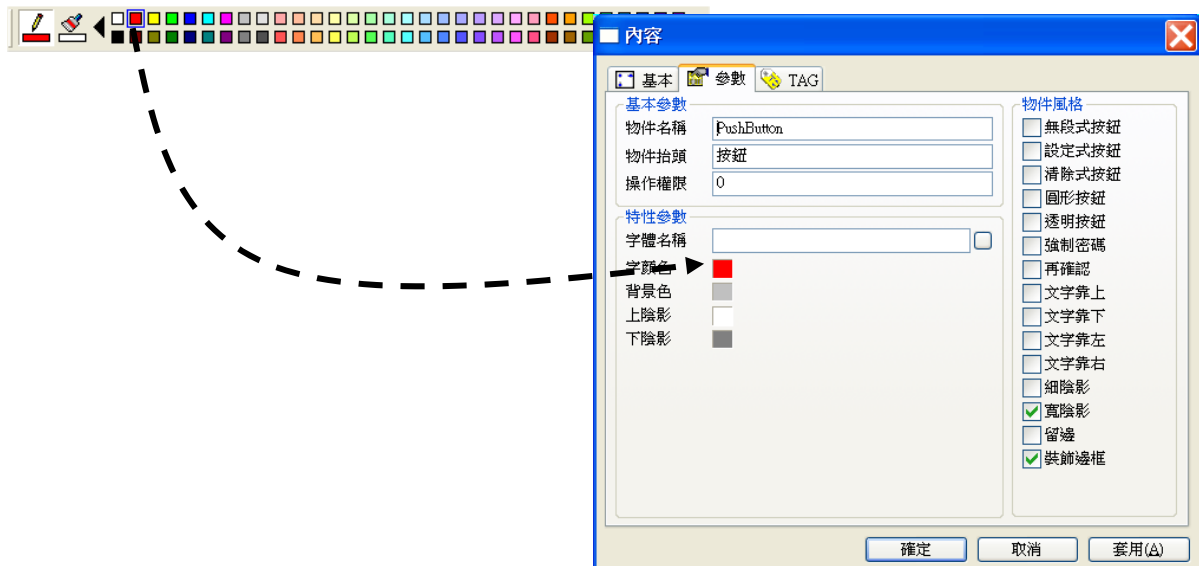 內容
基本 參數 TAG
基本參數
物件名稱 PushButton
物件抬頭 按鈕
操作權限 0
特性參數
字體名稱
字顏色
背景色
上陰影
下陰影
物件風格
無段式按鈕
設定式按鈕
清除式按鈕
圓形按鈕
透明按鈕
強制密碼
再確認
文字靠上
文字靠下
文字靠左
文字靠右
細陰影
寬陰影
留邊
裝飾邊框
確定 取消 套用(A)